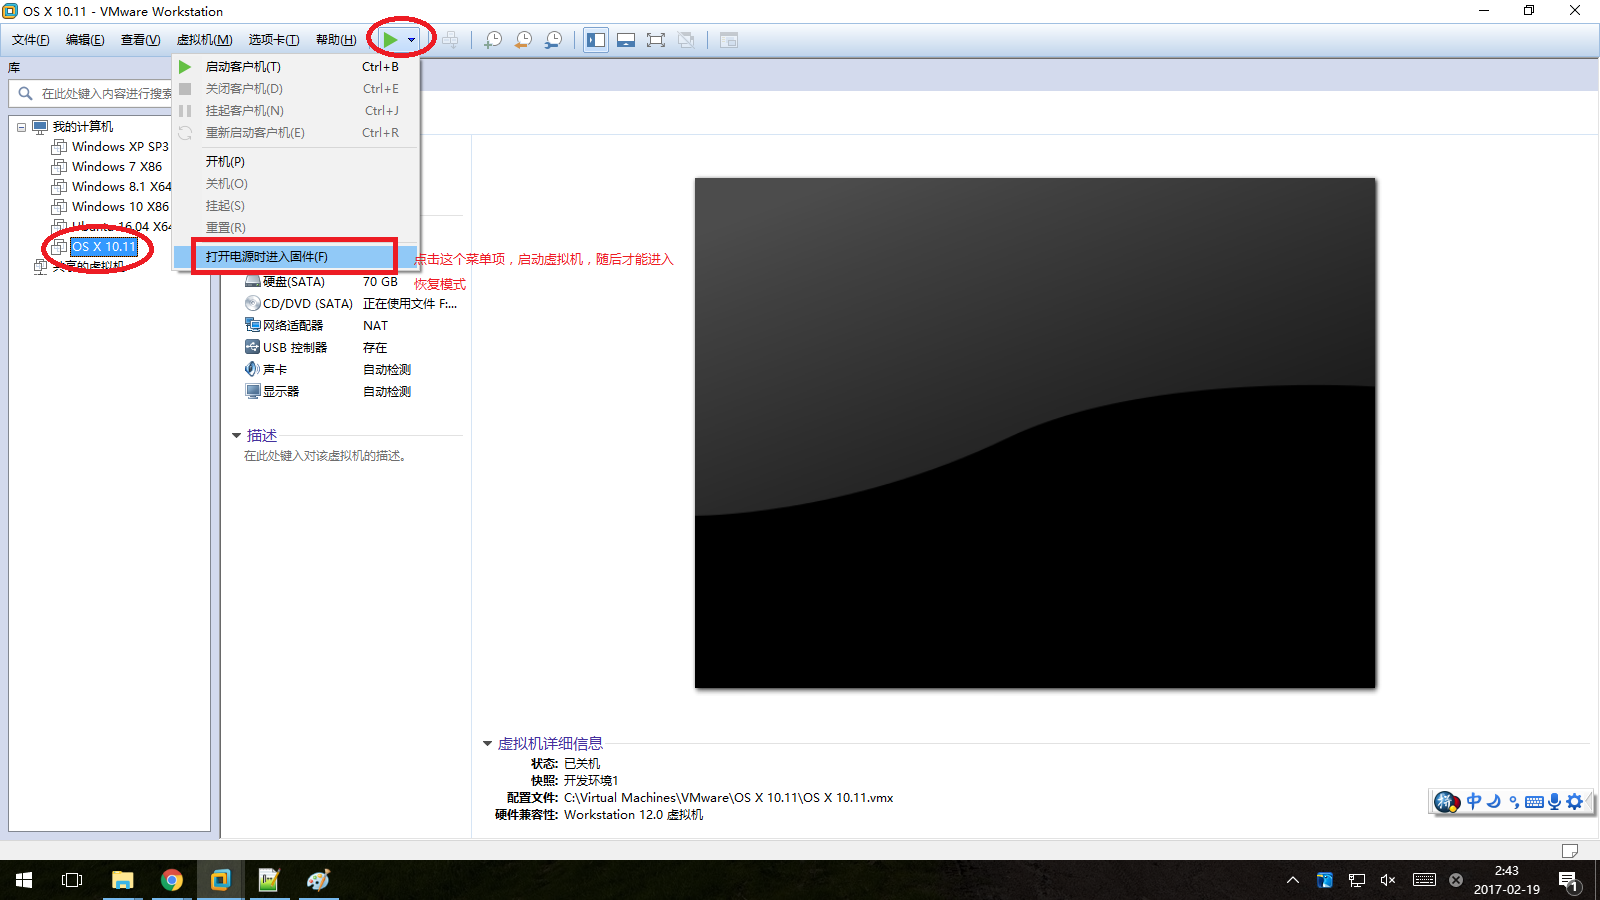 OS X 10.11 - VMware Workstation
文件(F) 编辑(E) 查看(V) 虚拟机(M) 选项卡(T) 帮助(H)
库
在此处键入内容进行搜索
我的计算机
Windows XP SP3
Windows 7 X86
Windows 8.1 X64
Windows 10 X86
Ubuntu 16.04 X64
OS X 10.11
共享的虚拟机
启动客户机(T) Ctrl+B
关闭客户机(D) Ctrl+E
挂起客户机(N) Ctrl+J
重新启动客户机(E) Ctrl+R
开机(P)
关机(O)
挂起(S)
重置(R)
打开电源时进入固件(F)
点击这个菜单项，启动虚拟机，随后才能进入
恢复模式
硬盘(SATA) 70 GB
CD/DVD (SATA) 正在使用文件 F:...
网络适配器 NAT
USB 控制器 存在
声卡 自动检测
显示器 自动检测
描述
在此处键入对该虚拟机的描述。
虚拟机详细信息
状态: 已关机
快照: 开发环境1
配置文件: C:\Virtual Machines\VMware\OS X 10.11\OS X 10.11.vmx
硬件兼容性: Workstation 12.0 虚拟机
拼 中
2:43
2017-02-19
1